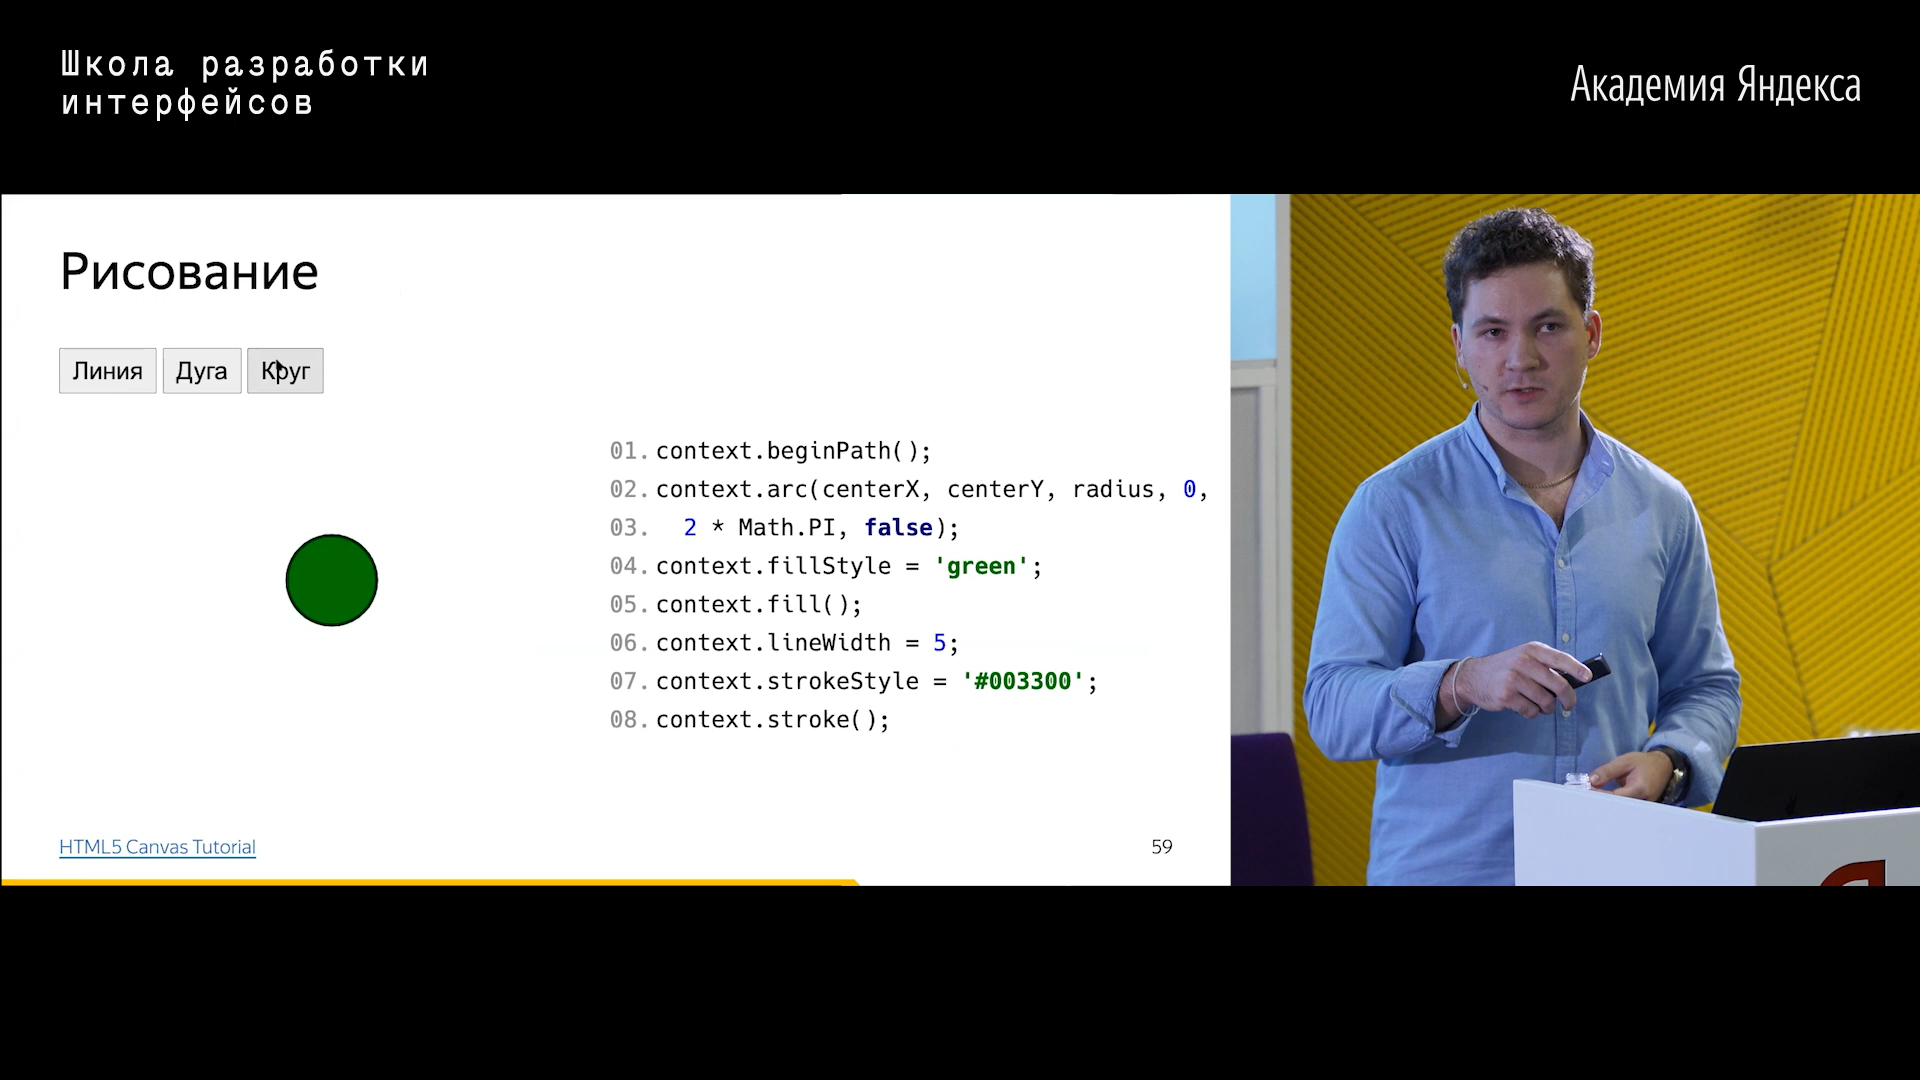 Школа разработки
интерфейсов
Академия Яндекса
Рисование
Линия Дуга Круг
01. context.beginPath();
02. context.arc(centerX, centerY, radius, 0,
03. 2 * Math.PI, false);
04. context.fillStyle = 'green';
05. context.fill();
06. context.lineWidth = 5;
07. context.strokeStyle = '#003300';
08. context.stroke();
HTML5 Canvas Tutorial
59